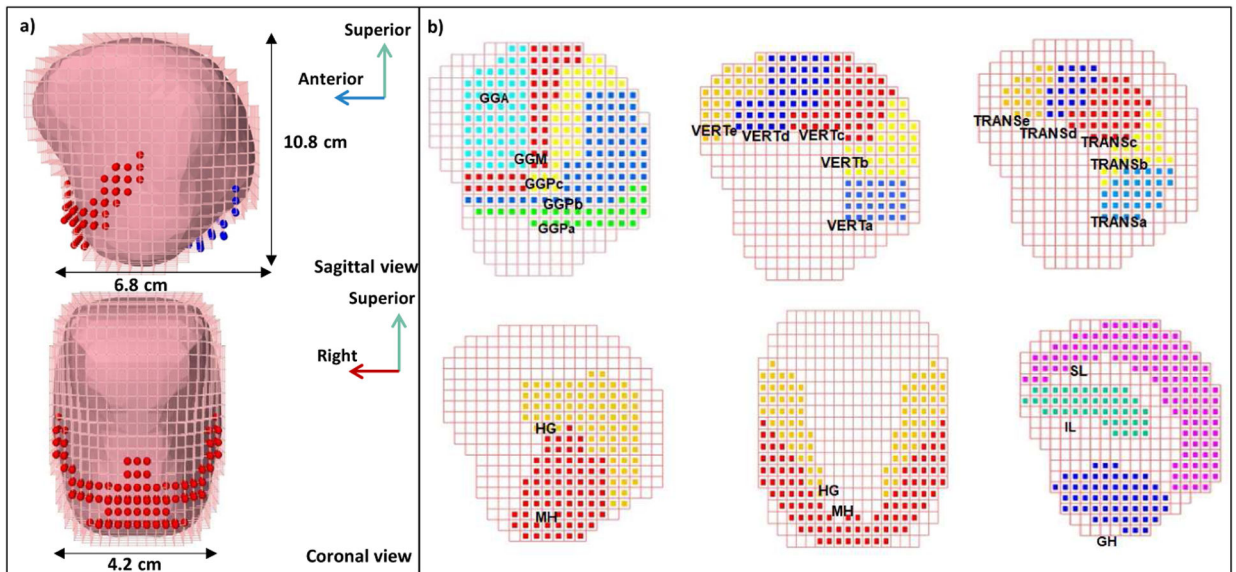 a)
Superior
Anterior
10.8 cm
Sagittal view
6.8 cm
Superior
Right
Coronal view
4.2 cm
b)
GGA
GGM
GGPc
GGPb
GGPa
VERTe
VERTd
VERTc
VERTb
VERTa
TRANSe
TRANSd
TRANSc
TRANSb
TRANSa
HG
MH
HG
MH
SL
IL
GH